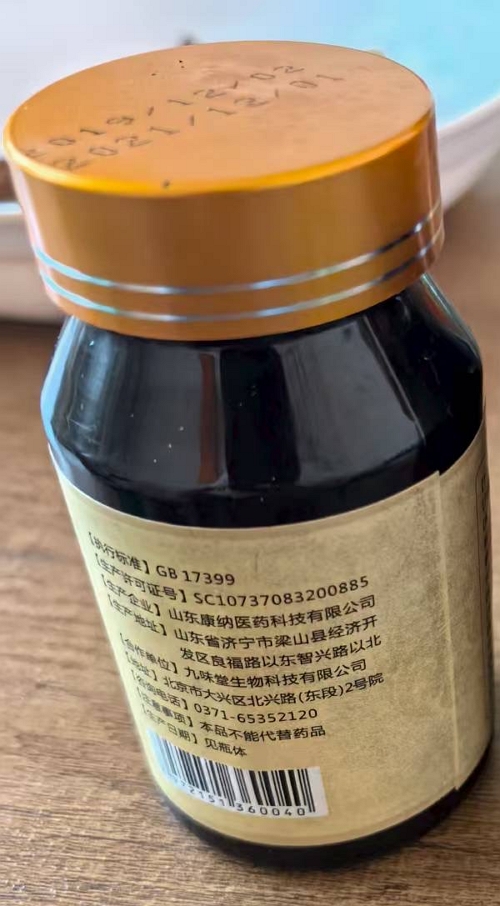 2019/12/02
2021/12/01
【执行标准】GB 17399
【生产许可证号】SC10737083200885
【生产企业】山东康纳医药科技有限公司
【生产地址】山东省济宁市梁山县经济开
发区良福路以东智兴路以北
【合作单位】九味堂生物科技有限公司
【地址】北京市大兴区北兴路(东段)2号院
【咨询电话】0371-65352120
【注意事项】本品不能代替药品
【生产日期】见瓶体
360040